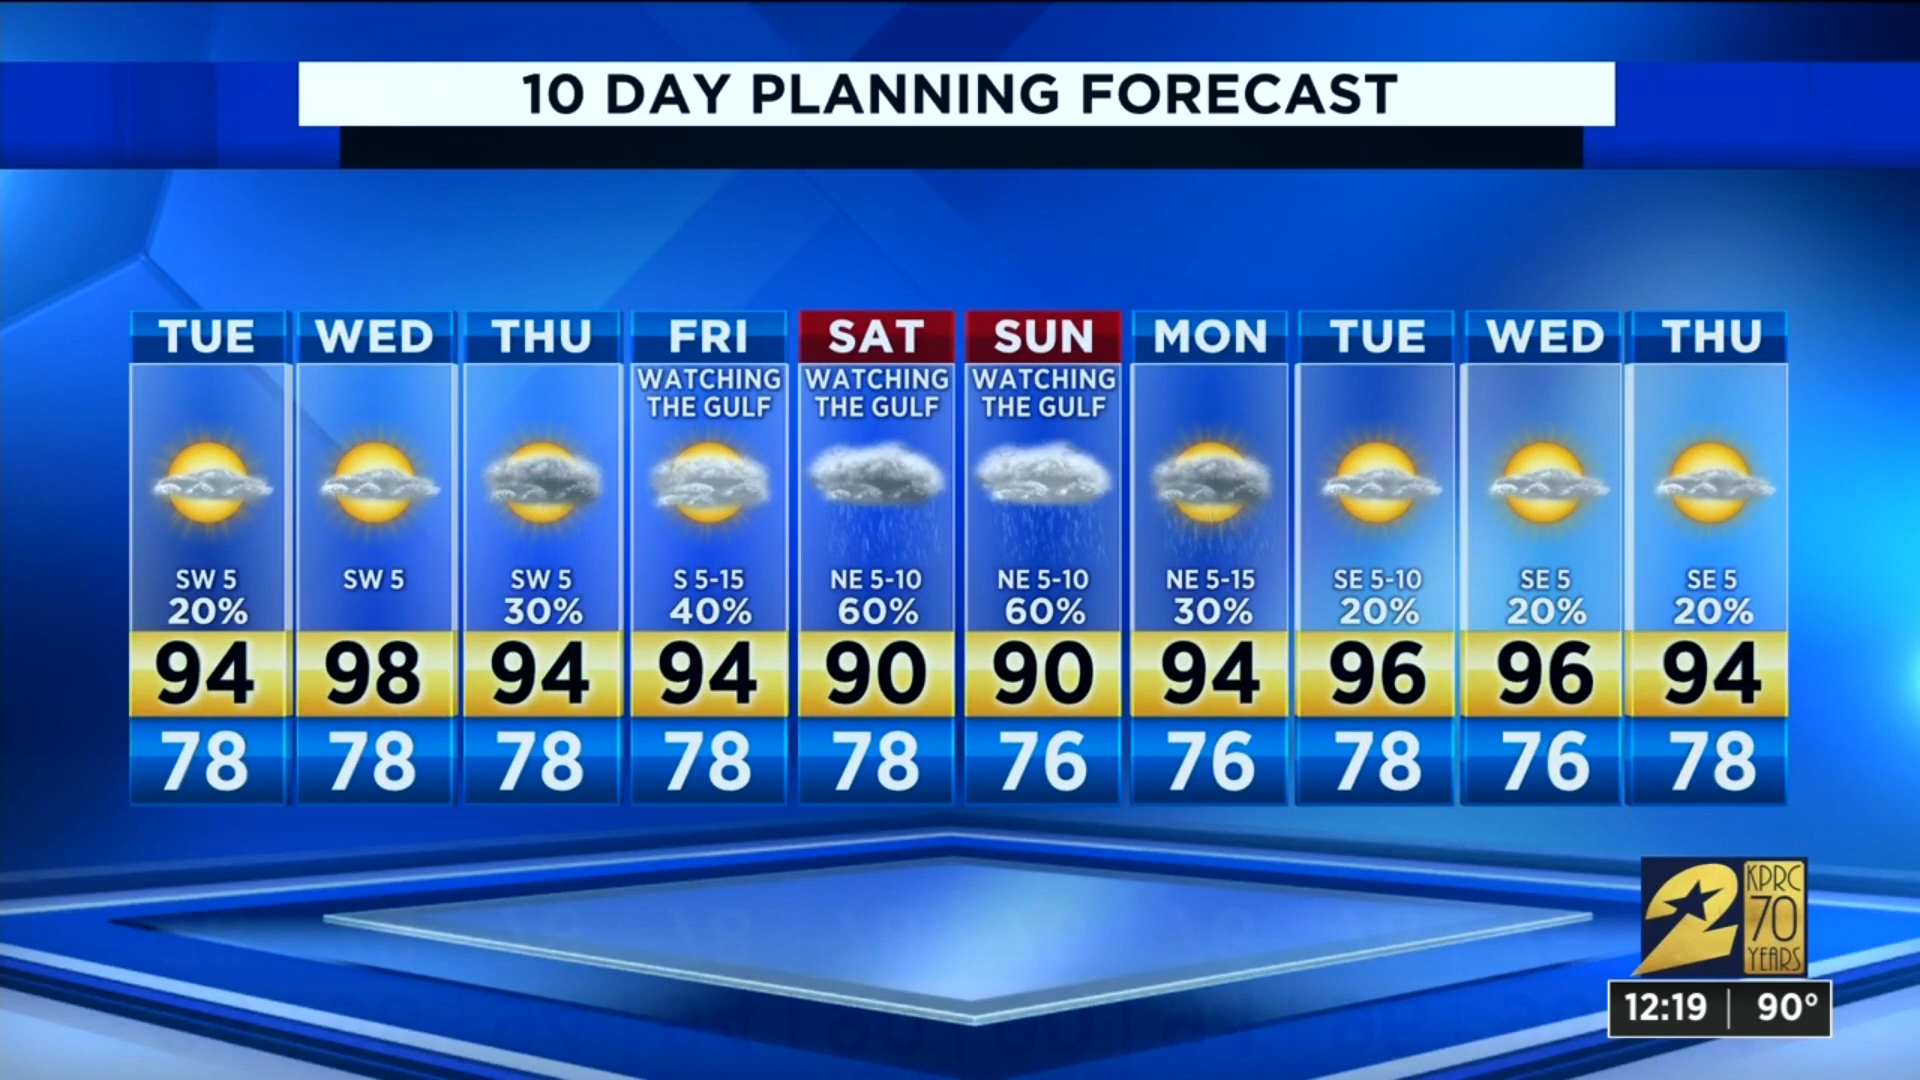 10 DAY PLANNING FORECAST
TUE WED THU FRI SAT SUN MON TUE WED THU
WATCHING WATCHING WATCHING
THE GULF THE GULF THE GULF
SW 5 SW 5 SW 5 S 5-15 NE 5-10 NE 5-10 NE 5-15 SE 5-10 SE 5 SE 5
20% 30% 40% 60% 60% 30% 20% 20% 20%
94 98 94 94 90 90 94 96 96 94
78 78 78 78 78 76 76 78 76 78
2 KPRC
70
YEARS
12:19 | 90°